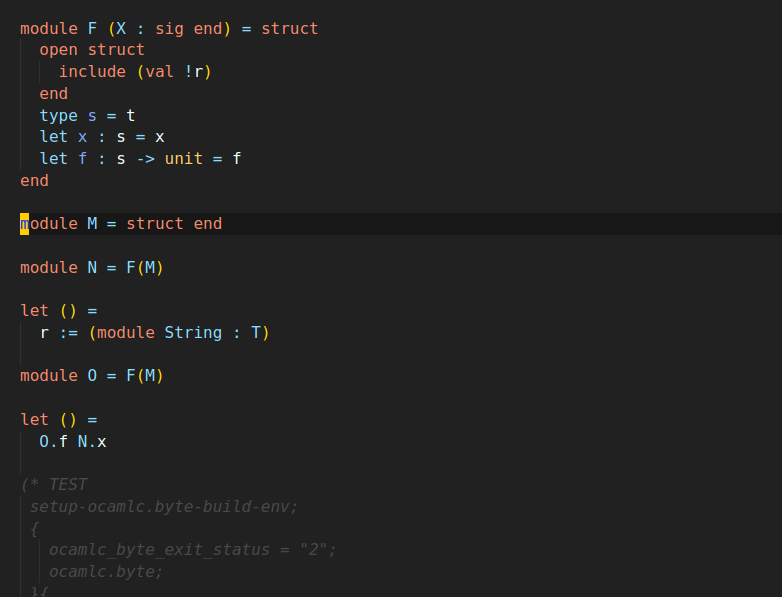 module F (X : sig end) = struct
  open struct
    include (val !r)
  end
  type s = t
  let x : s = x
  let f : s -> unit = f
end

module M = struct end

module N = F(M)

let () =
  r := (module String : T)

module O = F(M)

let () =
  O.f N.x

(* TEST
 setup-ocamlc.byte-build-env;
 {
   ocamlc_byte_exit_status = "2";
   ocamlc.byte;
 }{